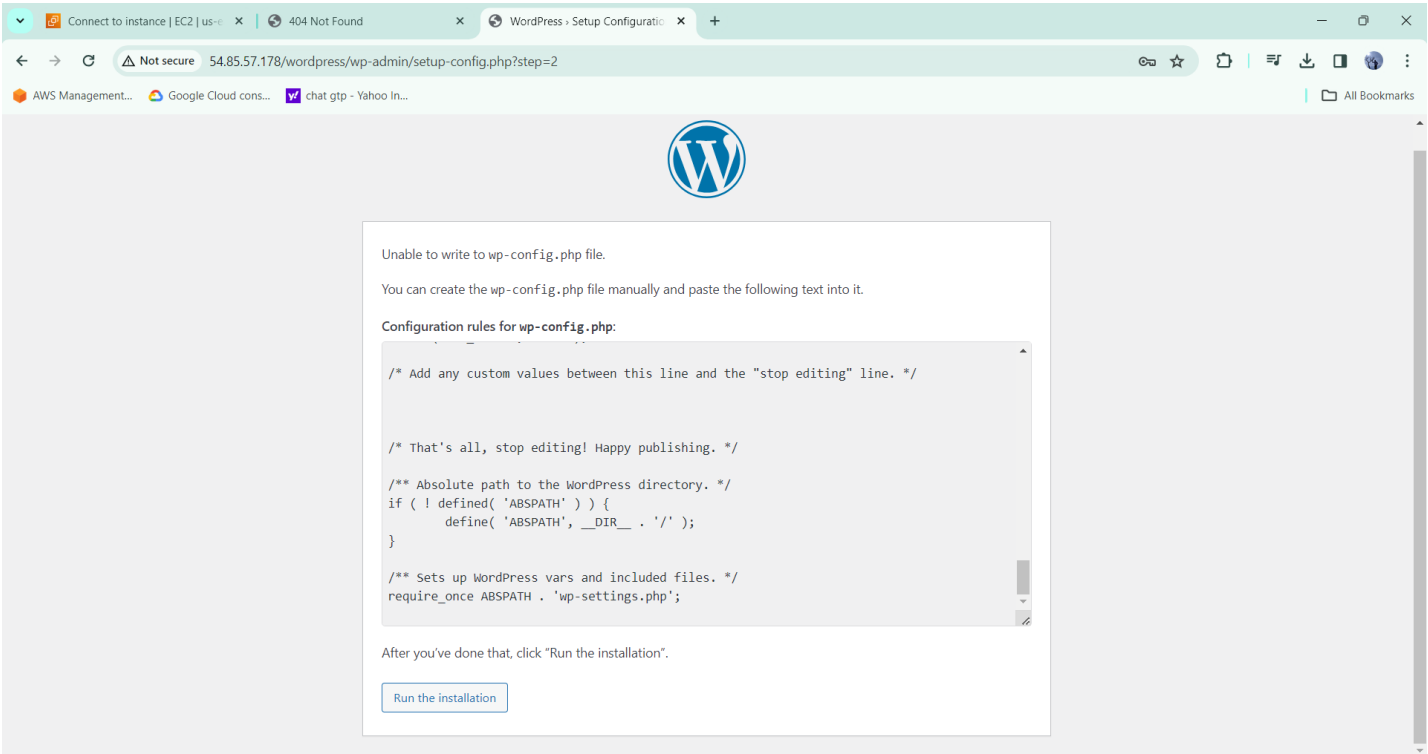 Connect to instance | EC2 | us-e
404 Not Found
WordPress › Setup Configuratio
Not secure
54.85.57.178/wordpress/wp-admin/setup-config.php?step=2
AWS Management...
Google Cloud cons...
chat gtp - Yahoo In...
All Bookmarks
Unable to write to wp-config.php file.
You can create the wp-config.php file manually and paste the following text into it.
Configuration rules for wp-config.php:
/* Add any custom values between this line and the "stop editing" line. */
/* That's all, stop editing! Happy publishing. */
/** Absolute path to the WordPress directory. */
if ( ! defined( 'ABSPATH' ) ) {
define( 'ABSPATH', __DIR__ . '/' );
}
/** Sets up WordPress vars and included files. */
require_once ABSPATH . 'wp-settings.php';
After you've done that, click “Run the installation”.
Run the installation